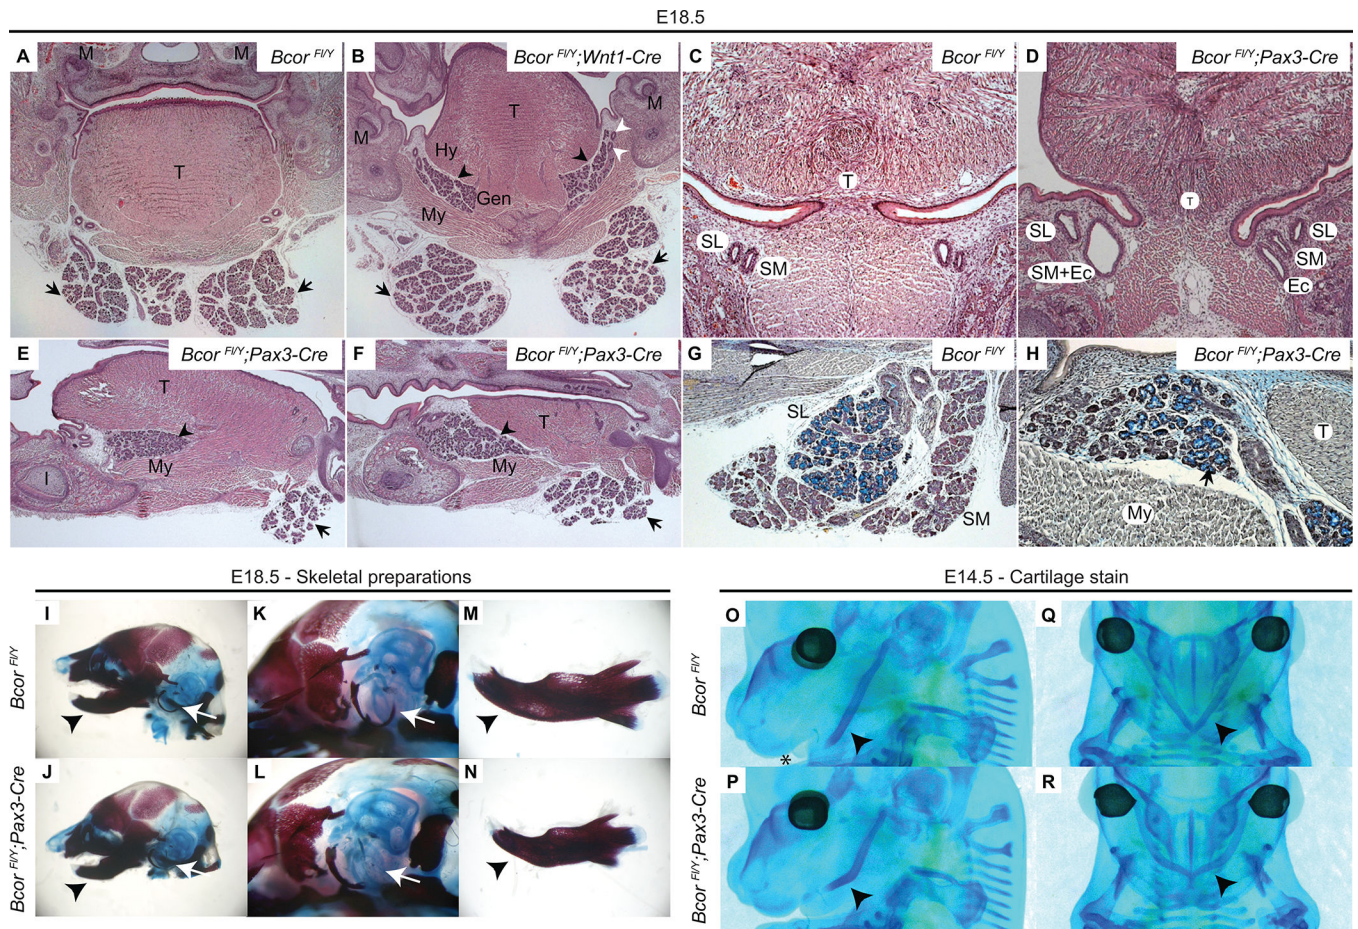 E18.5
A M M Bcor Fl/Y T
B Bcor Fl/Y;Wnt1-Cre M T M Hy Gen My
C Bcor Fl/Y T SL SM
D Bcor Fl/Y;Pax3-Cre T SL SL SM+Ec SM Ec
E Bcor Fl/Y;Pax3-Cre T My I
F Bcor Fl/Y;Pax3-Cre T My
G Bcor Fl/Y SL SM
H Bcor Fl/Y;Pax3-Cre T My
E18.5 - Skeletal preparations
E14.5 - Cartilage stain
Bcor Fl/Y
I K M
Bcor Fl/Y;Pax3-Cre
J L N
Bcor Fl/Y
O Q
*
Bcor Fl/Y;Pax3-Cre
P R